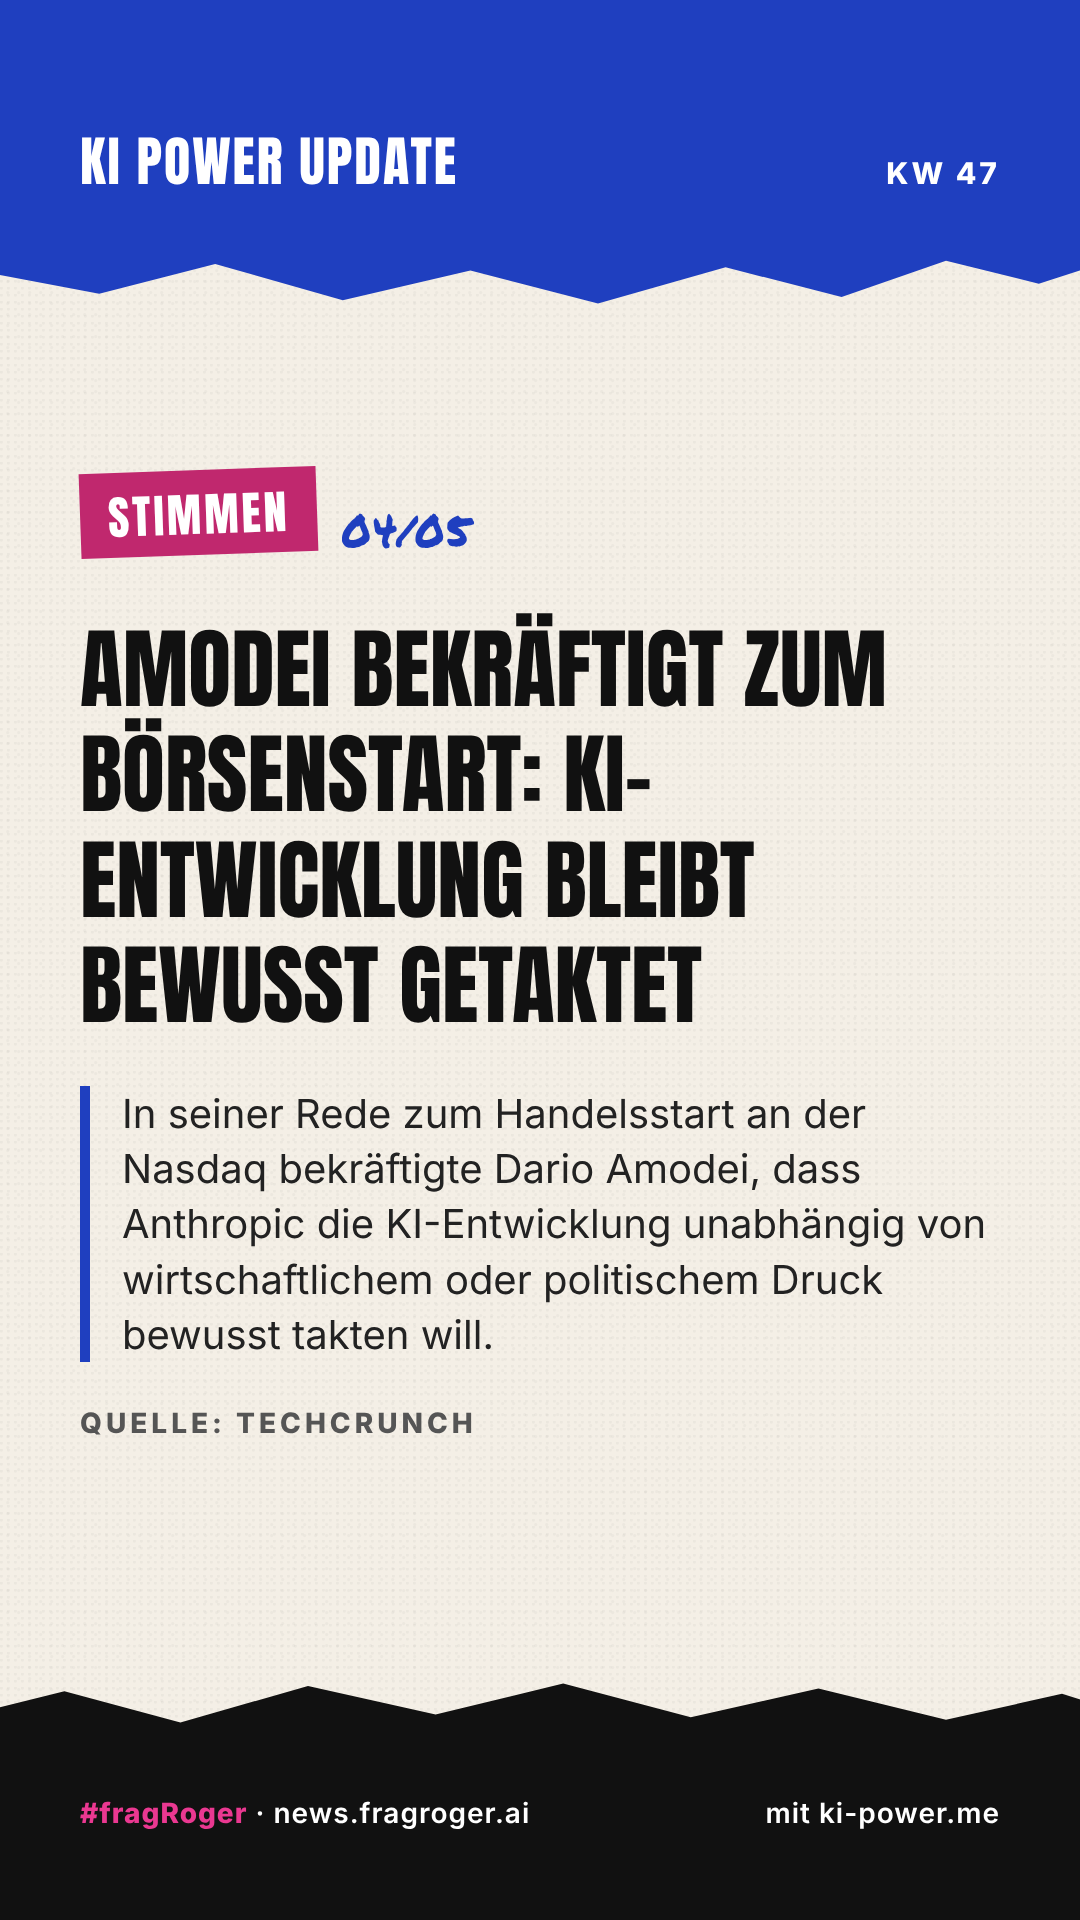 KI POWER UPDATE
KW 47
STIMMEN
04/05
AMODEI BEKRÄFTIGT ZUM
BÖRSENSTART: KI-
ENTWICKLUNG BLEIBT
BEWUSST GETAKTET
In seiner Rede zum Handelsstart an der
Nasdaq bekräftigte Dario Amodei, dass
Anthropic die KI-Entwicklung unabhängig von
wirtschaftlichem oder politischem Druck
bewusst takten will.
QUELLE: TECHCRUNCH
#fragRoger · news.fragroger.ai
mit ki-power.me